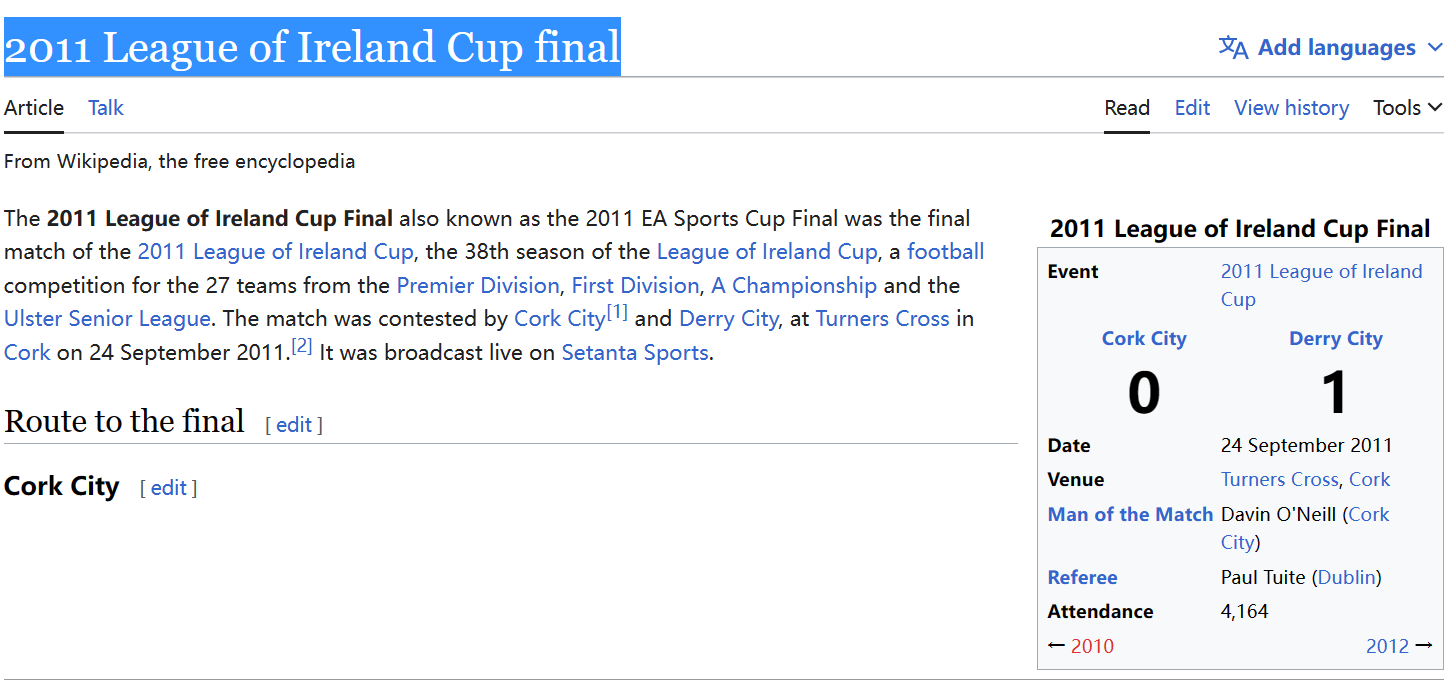 2011 League of Ireland Cup final
Add languages
Article Talk
Read Edit View history Tools
From Wikipedia, the free encyclopedia
The 2011 League of Ireland Cup Final also known as the 2011 EA Sports Cup Final was the final
match of the 2011 League of Ireland Cup, the 38th season of the League of Ireland Cup, a football
competition for the 27 teams from the Premier Division, First Division, A Championship and the
Ulster Senior League. The match was contested by Cork City[1] and Derry City, at Turners Cross in
Cork on 24 September 2011.[2] It was broadcast live on Setanta Sports.
Route to the final [ edit ]
Cork City [ edit ]
2011 League of Ireland Cup Final
Event 2011 League of Ireland
Cup
Cork City Derry City
0 1
Date 24 September 2011
Venue Turners Cross, Cork
Man of the Match Davin O'Neill (Cork
City)
Referee Paul Tuite (Dublin)
Attendance 4,164
← 2010 2012 →